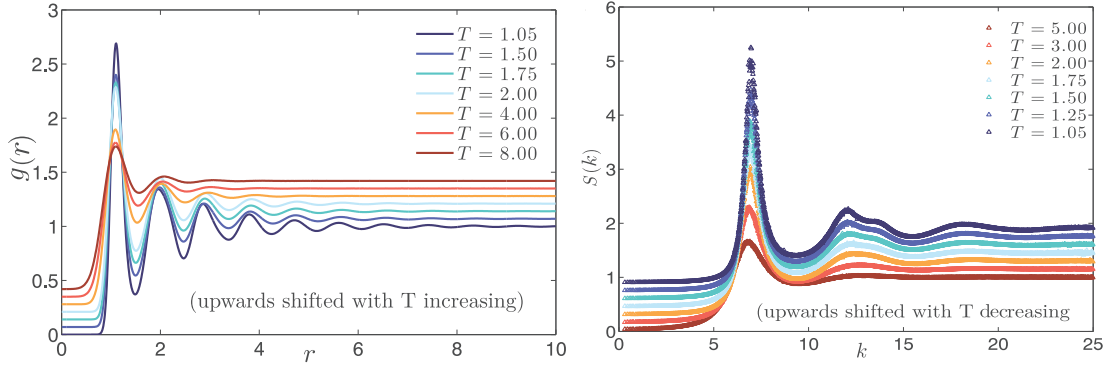 3
2.5
2
1.5
1
0.5
0
0
2
4
6
8
10
g(r)
r
T = 1.05
T = 1.50
T = 1.75
T = 2.00
T = 4.00
T = 6.00
T = 8.00
(upwards shifted with T increasing)
6
5
4
3
2
1
0
0
5
10
15
20
25
S(k)
k
T = 5.00
T = 3.00
T = 2.00
T = 1.75
T = 1.50
T = 1.25
T = 1.05
(upwards shifted with T decreasing